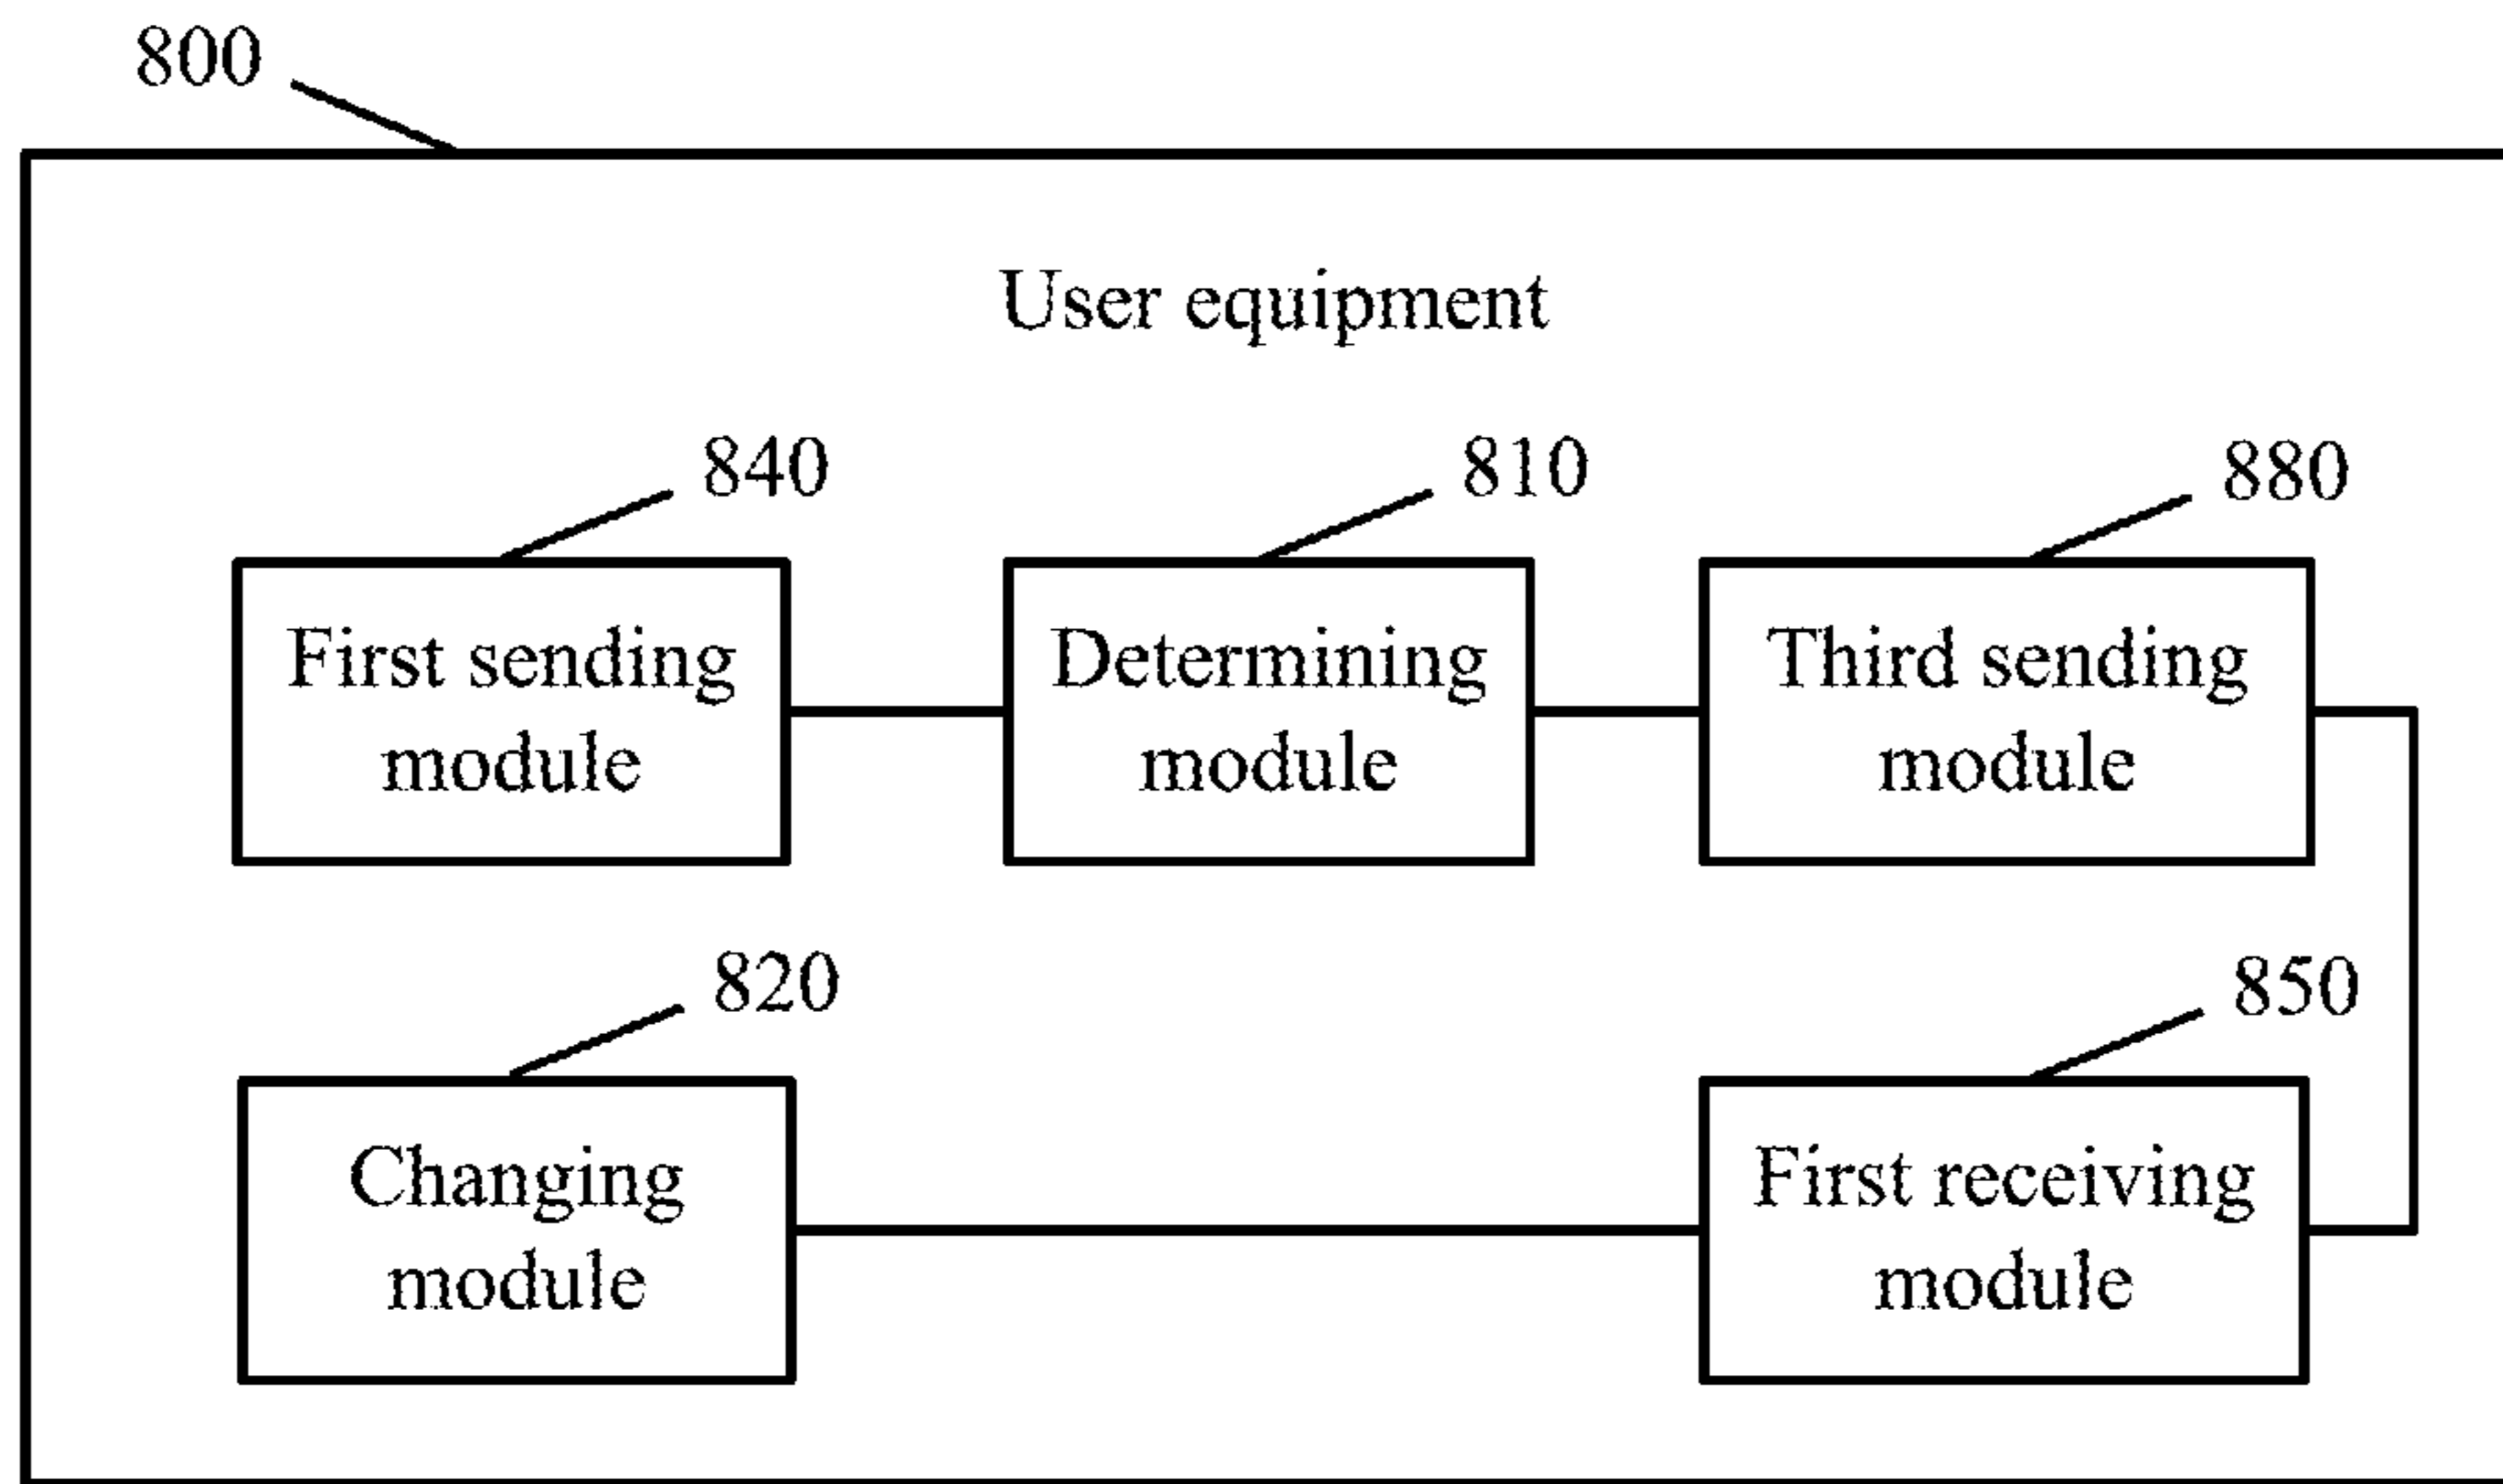 800
User equipment
840
810
880
First sending
module
Determining
module
Third sending
module
820
850
Changing
module
First receiving
module